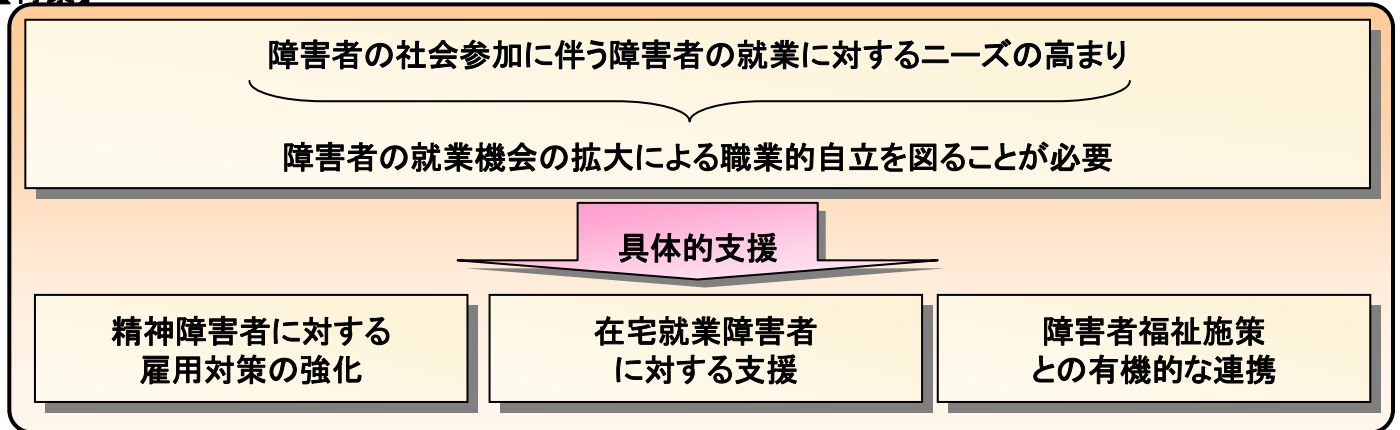 障害者の社会参加に伴う障害者の就業に対するニーズの高まり
障害者の就業機会の拡大による職業的自立を図ることが必要
具体的支援
精神障害者に対する
雇用対策の強化
在宅就業障害者
に対する支援
障害者福祉施策
との有機的な連携